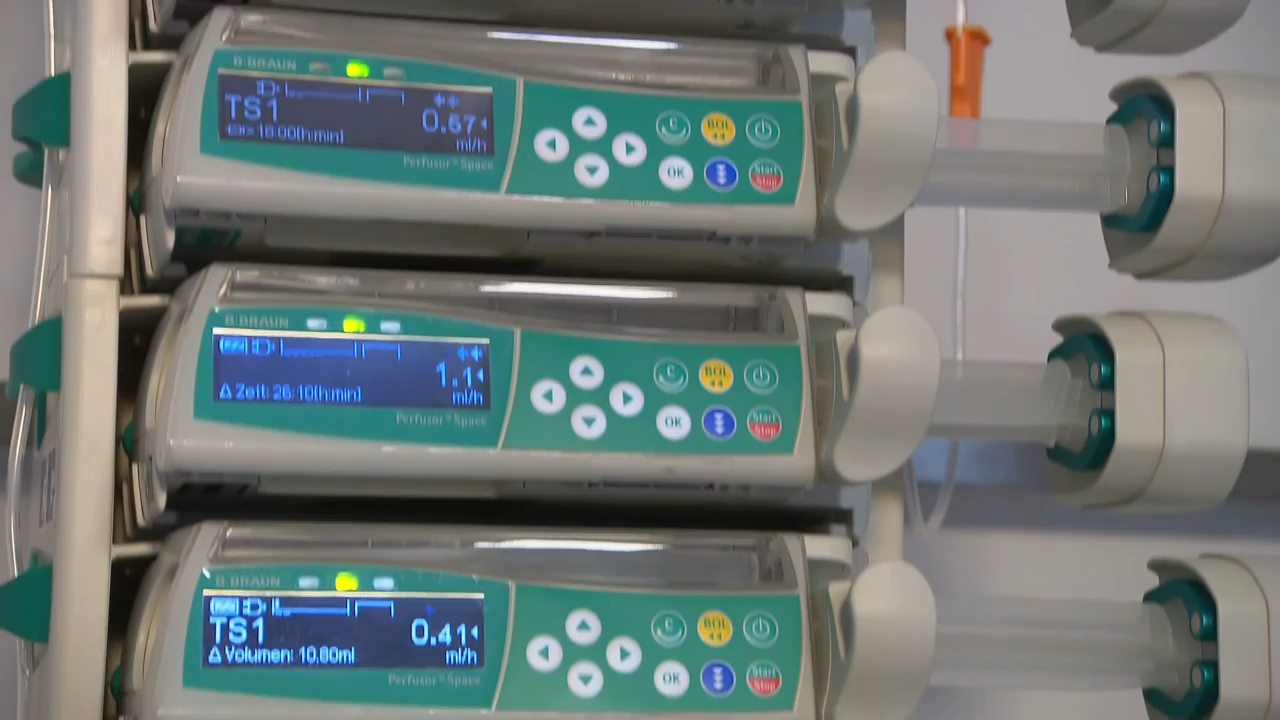 B|BRAUN
TS1
0.57
18:00[h:min]
ml/h
Perfusor® Space
C
BOL
OK
Start
Stop
B|BRAUN
1.1
Δ Zeit: 26:10[h:min]
ml/h
Perfusor® Space
C
BOL
OK
Start
Stop
B|BRAUN
TS1
0.41
Δ Volumen: 10.80ml
ml/h
Perfusor® Space
C
BOL
OK
Start
Stop